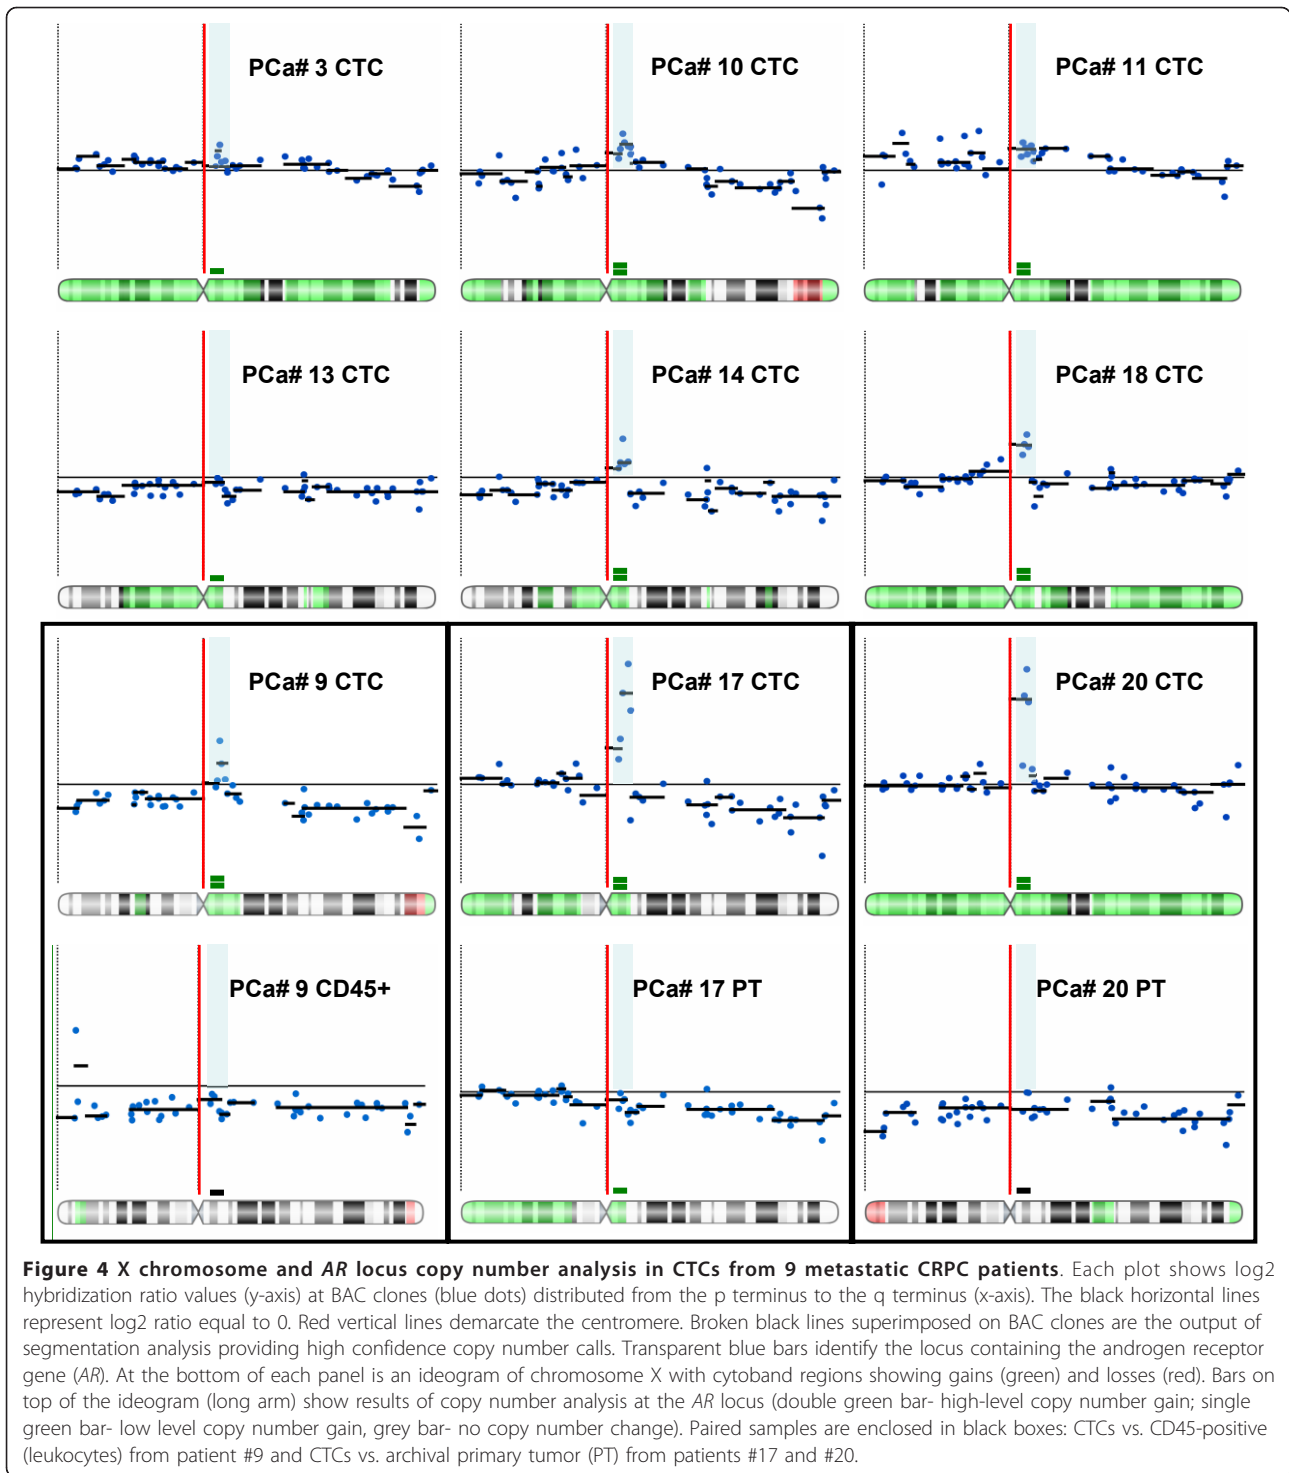 PCa# 3 CTC
PCa# 10 CTC
PCa# 11 CTC
PCa# 13 CTC
PCa# 14 CTC
PCa# 18 CTC
PCa# 9 CTC
PCa# 17 CTC
PCa# 20 CTC
PCa# 9 CD45+
PCa# 17 PT
PCa# 20 PT
Figure 4 X chromosome and AR locus copy number analysis in CTCs from 9 metastatic CRPC patients. Each plot shows log2
hybridization ratio values (y-axis) at BAC clones (blue dots) distributed from the p terminus to the q terminus (x-axis). The black horizontal lines
represent log2 ratio equal to 0. Red vertical lines demarcate the centromere. Broken black lines superimposed on BAC clones are the output of
segmentation analysis providing high confidence copy number calls. Transparent blue bars identify the locus containing the androgen receptor
gene (AR). At the bottom of each panel is an ideogram of chromosome X with cytoband regions showing gains (green) and losses (red). Bars on
top of the ideogram (long arm) show results of copy number analysis at the AR locus (double green bar- high-level copy number gain; single
green bar- low level copy number gain, grey bar- no copy number change). Paired samples are enclosed in black boxes: CTCs vs. CD45-positive
(leukocytes) from patient #9 and CTCs vs. archival primary tumor (PT) from patients #17 and #20.